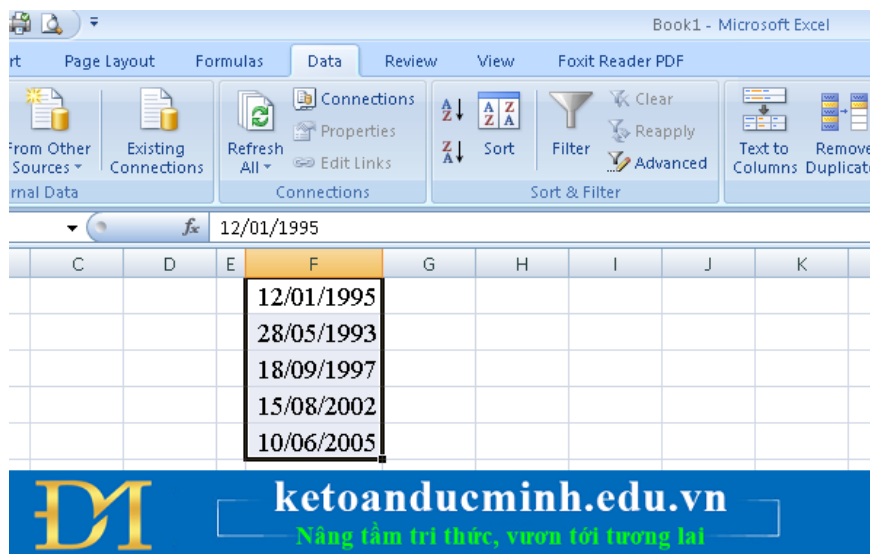 Book1 - Microsoft Excel
rt Page Layout Formulas Data Review View Foxit Reader PDF
Connections Clear
Properties Reapply
From Other Existing Refresh Sort Filter Text to Remove
Sources Connections All Edit Links Advanced Columns Duplicat
rnal Data Connections Sort & Filter
fx 12/01/1995
C D E F G H I J K
12/01/1995
28/05/1993
18/09/1997
15/08/2002
10/06/2005
ĐM ketoanducminh.edu.vn
Nâng tầm tri thức, vươn tới tương lai